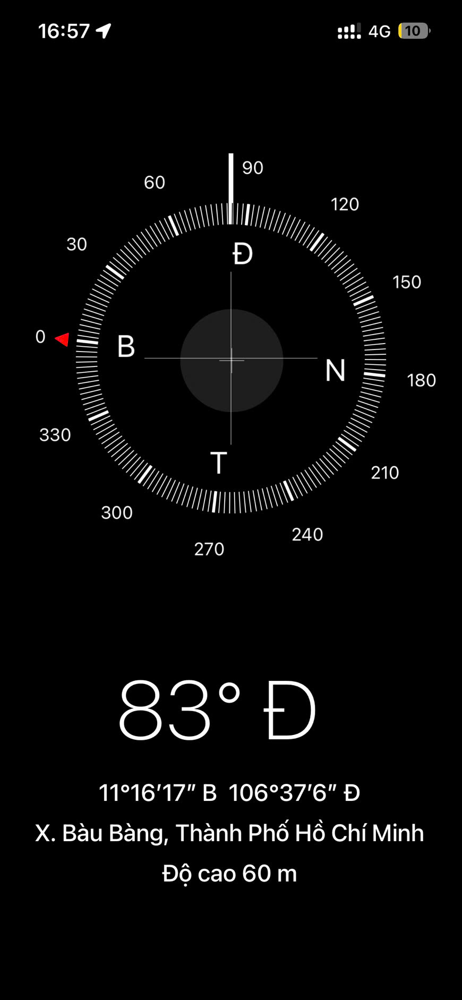 16:57 4G 10
90
60
120
30
Đ
150
0
B
N
180
330
T
210
300
240
270
83° Đ
11°16’17” B 106°37’6” Đ
X. Bàu Bàng, Thành Phố Hồ Chí Minh
Độ cao 60 m